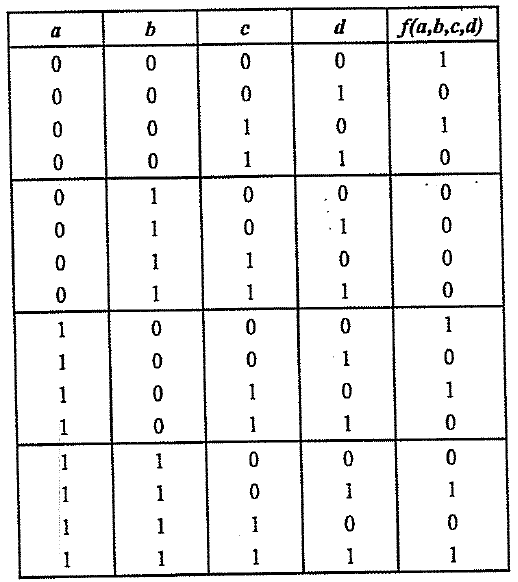 a b c d f(a,b,c,d)
0 0 0 0 1
0 0 0 1 0
0 0 1 0 1
0 0 1 1 0
0 1 0 0 0
0 1 0 1 0
0 1 1 0 0
0 1 1 1 0
1 0 0 0 1
1 0 0 1 0
1 0 1 0 1
1 0 1 1 0
1 1 0 0 0
1 1 0 1 1
1 1 1 0 0
1 1 1 1 1